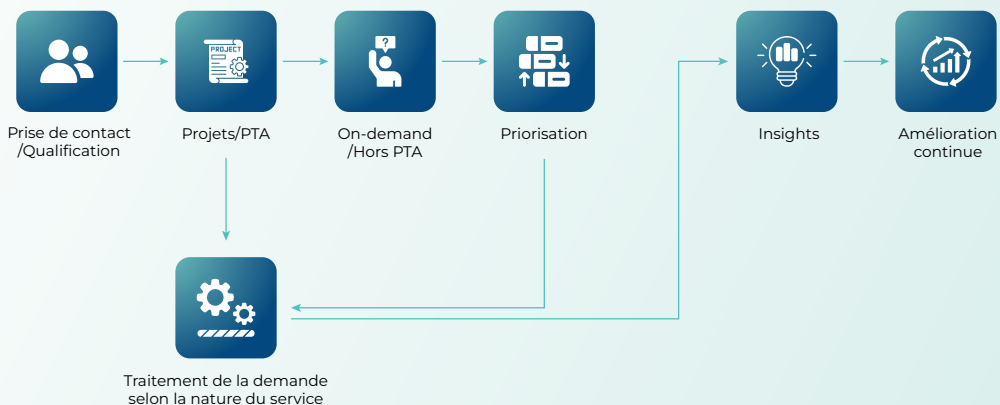 PROJECT
?
Prise de contact
/Qualification
Projets/PTA
On-demand
/Hors PTA
Priorisation
Insights
Amélioration
continue
Traitement de la demande
selon la nature du service